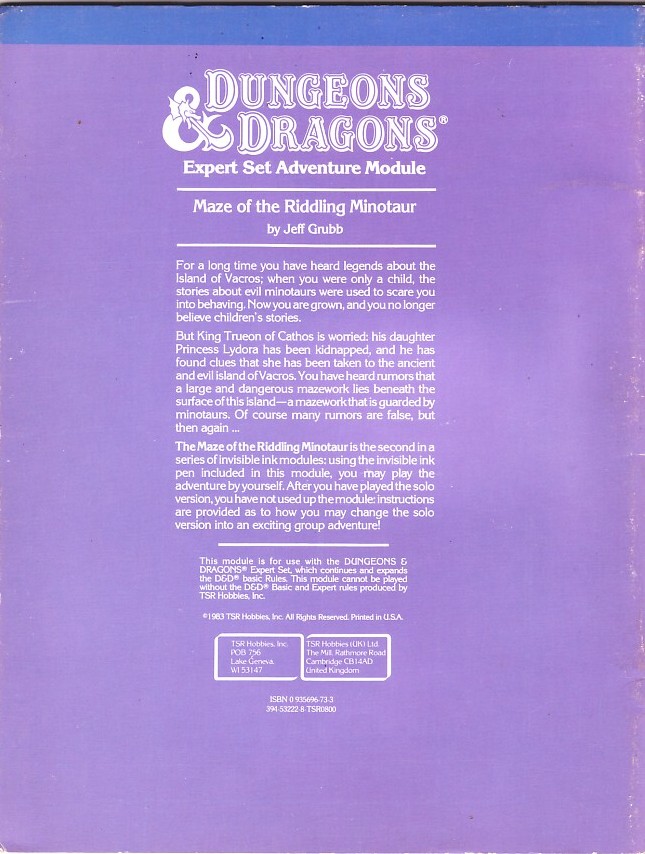 DUNGEONS
& DRAGONS®
Expert Set Adventure Module
Maze of the Riddling Minotaur
by Jeff Grubb
For a long time you have heard legends about the
Island of Vacros; when you were only a child, the
stories about evil minotaurs were used to scare you
into behaving. Now you are grown, and you no longer
believe children's stories.
But King Trueon of Cathos is worried: his daughter
Princess Lydora has been kidnapped, and he has
found clues that she has been taken to the ancient
and evil island of Vacros. You have heard rumors that
a large and dangerous mazework lies beneath the
surface of this island—a mazework that is guarded by
minotaurs. Of course many rumors are false, but
then again ...
The Maze of the Riddling Minotaur is the second in a
series of Invisible ink modules: using the invisible ink
pen included in this module, you may play the
adventure by yourself. After you have played the solo
version, you have not used up the module: instructions
are provided as to how you may change the solo
version into an exciting group adventure!
This module is for use with the DUNGEONS &
DRAGONS® Expert Set, which continues and expands
the D&D® basic Rules. This module cannot be played
without the D&D® Basic and Expert rules produced by
TSR Hobbies, Inc.
©1983 TSR Hobbies, Inc. All Rights Reserved. Printed in U.S.A.
TSR Hobbies, Inc.
POB 756
Lake Geneva,
WI 53147
TSR Hobbies (UK) Ltd.
The Mill, Rathmore Road
Cambridge CB14AD
United Kingdom
ISBN 0 935696-73-3
394-53222-8-TSR0800